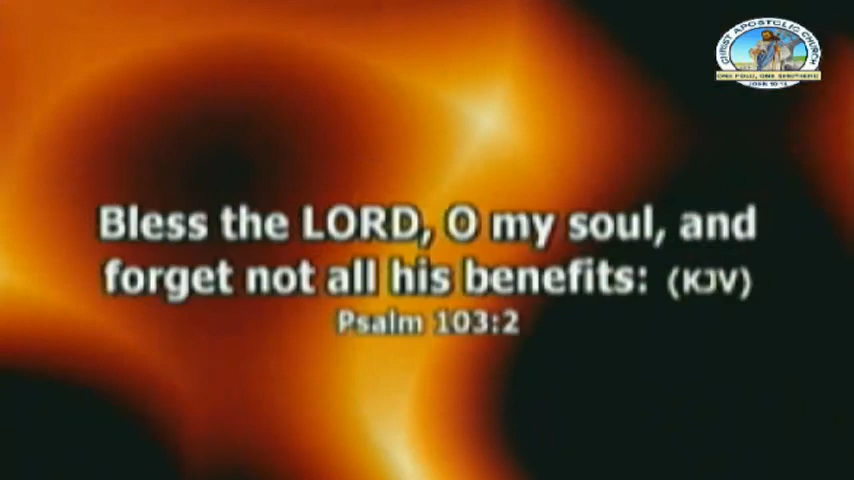 CHRIST APOSTOLIC CHURCH
ONE FOLD, ONE SHEPHERD
Bless the LORD, O my soul, and
forget not all his benefits: (KJV)
Psalm 103:2